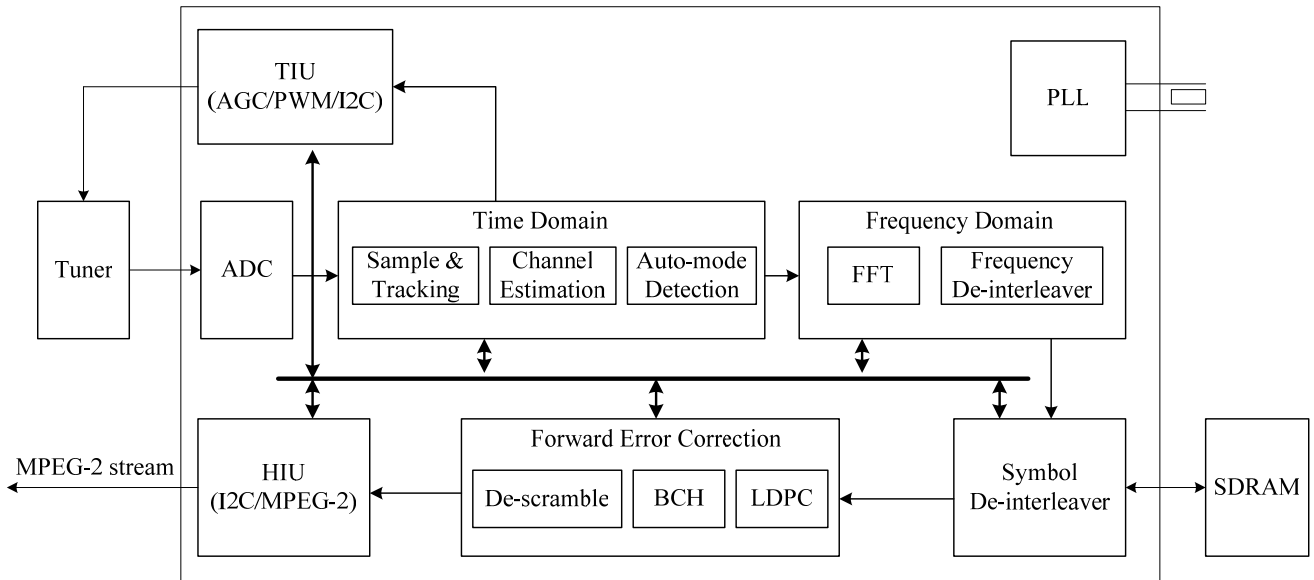 TIU
(AGC/PWM/I2C)
PLL
Tuner
ADC
Time Domain
Sample &
Tracking
Channel
Estimation
Auto-mode
Detection
Frequency Domain
FFT
Frequency
De-interleaver
MPEG-2 stream
HIU
(I2C/MPEG-2)
Forward Error Correction
De-scramble
BCH
LDPC
Symbol
De-interleaver
SDRAM